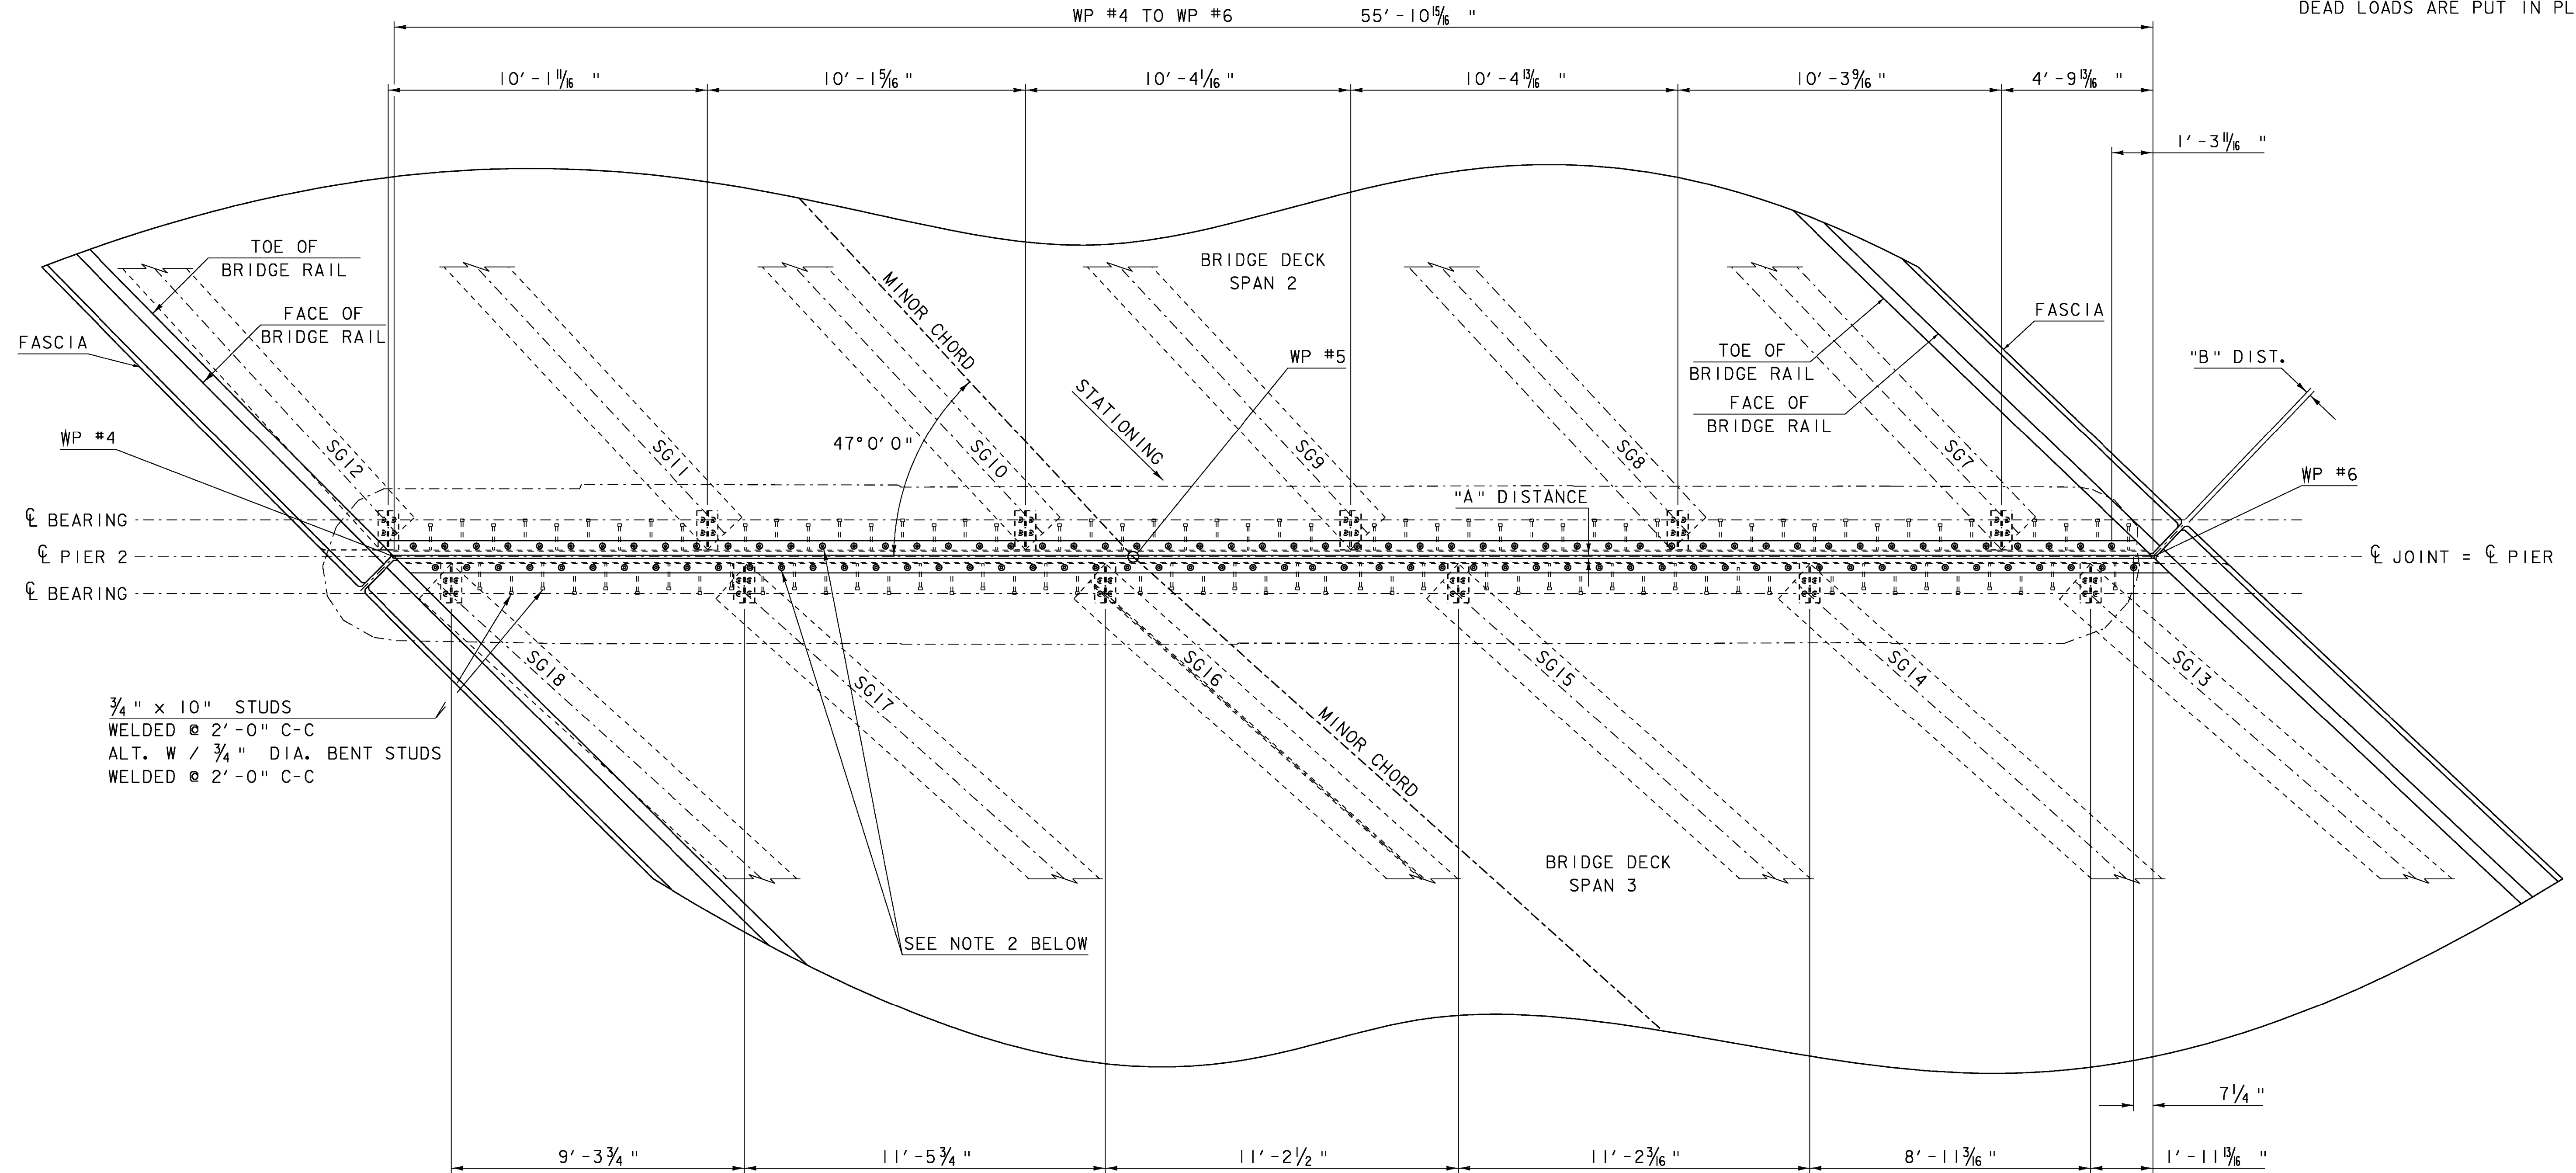 DEAD LOADS ARE PUT IN PL
WP #4 TO WP #6 55'-10 15/16 "
10'-1 11/16 " 10'-1 5/16 " 10'-4 1/16 " 10'-4 13/16 " 10'-3 9/16 " 4'-9 13/16 "
1'-3 11/16 "
TOE OF
BRIDGE RAIL
FACE OF
BRIDGE RAIL
FASCIA
MINOR CHORD
BRIDGE DECK
SPAN 2
FASCIA
TOE OF
BRIDGE RAIL
FACE OF
BRIDGE RAIL
"B" DIST.
WP #5
STATIONING
47°0'0"
WP #4
SG12
SG11
SG10
SG9
SG8
SG7
WP #6
"A" DISTANCE
℄ BEARING
℄ PIER 2
℄ BEARING
℄ JOINT = ℄ PIER
SG18
SG17
SG16
SG15
SG14
SG13
3/4 " x 10" STUDS
WELDED @ 2'-0" C-C
ALT. W / 3/4 " DIA. BENT STUDS
WELDED @ 2'-0" C-C
MINOR CHORD
BRIDGE DECK
SPAN 3
SEE NOTE 2 BELOW
7 1/4 "
9'-3 3/4 " 11'-5 3/4 " 11'-2 1/2 " 11'-2 3/16 " 8'-11 3/16 " 1'-11 13/16 "